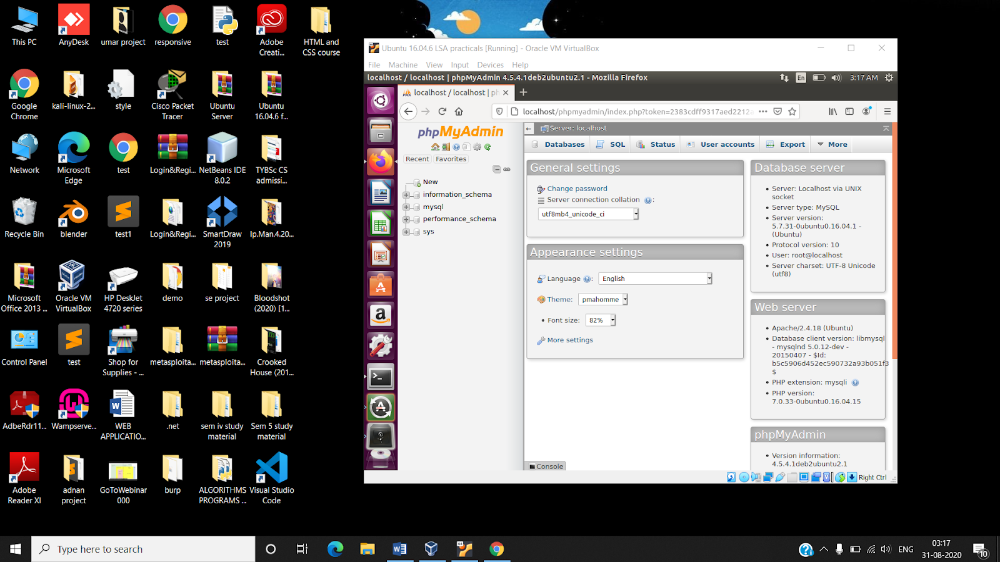 This PC
AnyDesk
umar project
responsive
test
Adobe
Creati...
HTML and
CSS course
Google
Chrome
kali-linux-2...
style
Cisco Packet
Tracer
Ubuntu
Server
Ubuntu
16.04.6 f...
Network
Microsoft
Edge
test
Login&Regi...
NetBeans IDE
8.0.2
TYBSc CS
admissi...
Recycle Bin
blender
test1
Login&Regi...
SmartDraw
2019
Ip.Man.4.20...
Microsoft
Office 2013 ...
Oracle VM
VirtualBox
HP DeskJet
4720 series
demo
se project
Bloodshot
(2020) [1...
Control Panel
test
Shop for
Supplies - ...
metasploita...
metasploita...
Crooked
House (201...
AdbeRdr11...
Wampserve...
WEB
APPLICATIO...
.net
sem iv study
material
Sem 5 study
material
Adobe
Reader XI
adnan
project
GoToWebinar
000
burp
ALGORITHMS
PROGRAMS ...
Visual Studio
Code
Ubuntu 16.04.6 LSA practicals [Running] - Oracle VM VirtualBox
File Machine View Input Devices Help
localhost / localhost | phpMyAdmin 4.5.4.1deb2ubuntu2.1 - Mozilla Firefox
En 3:17 AM
localhost / localhost | ph
localhost/phpmyadmin/index.php?token=2383cdff9317aed2212a
phpMyAdmin
Recent Favorites
New
information_schema
mysql
performance_schema
sys
Server: localhost
Databases SQL Status User accounts Export More
General settings
Change password
Server connection collation :
utf8mb4_unicode_ci
Appearance settings
Language : English
Theme: pmahomme
• Font size: 82%
More settings
Database server
• Server: Localhost via UNIX
socket
• Server type: MySQL
• Server version:
5.7.31-0ubuntu0.16.04.1 -
(Ubuntu)
• Protocol version: 10
• User: root@localhost
• Server charset: UTF-8 Unicode
(utf8)
Web server
• Apache/2.4.18 (Ubuntu)
• Database client version: libmysql
- mysqlnd 5.0.12-dev -
20150407 - $Id:
b5c5906d452ec590732a93b051f3
$
• PHP extension: mysqli
• PHP version:
7.0.33-0ubuntu0.16.04.15
phpMyAdmin
• Version information:
4.5.4.1deb2ubuntu2.1
Console
Right Ctrl
Type here to search
ENG
03:17
31-08-2020
10